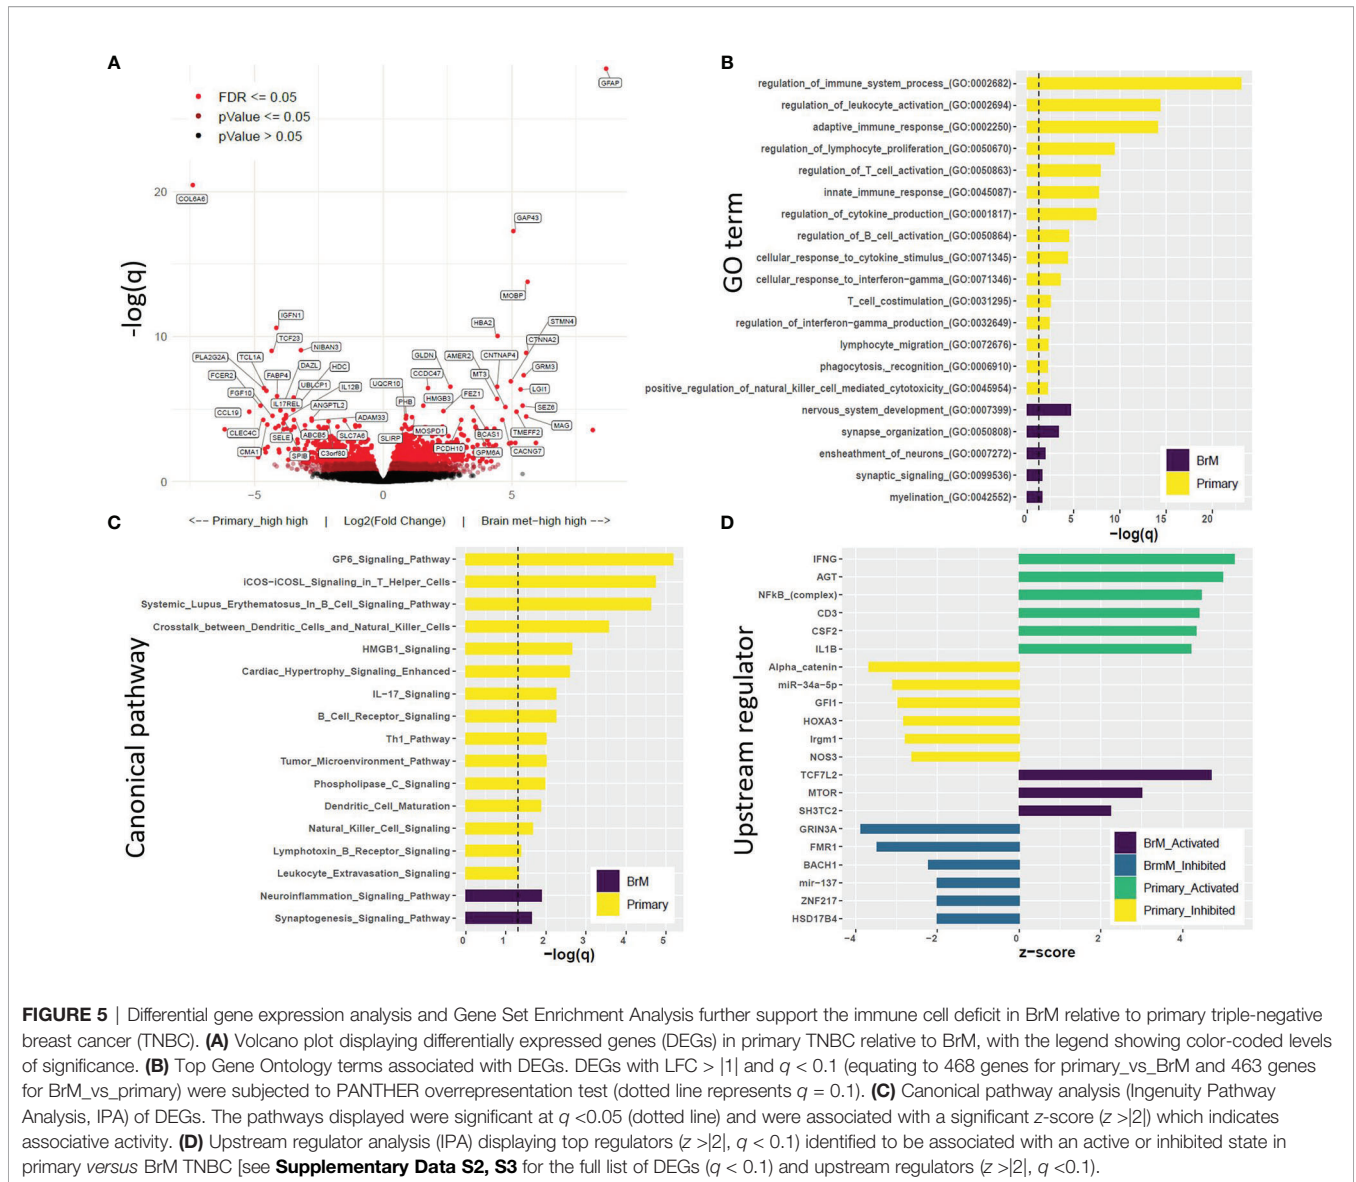 A
FDR <= 0.05
pValue <= 0.05
pValue > 0.05
-log(q)
20
10
0
GFAP
COL6A6
GAP43
MOBP
IGFN1
TCF23
NIBAN3
PLA2G2A
TCL1A
DAZL
HDC
FCER2
FABP4
UBLCP1
IL12B
FGF10
IL17REL
ANGPTL2
CCL19
ADAM33
CLEC4C
SELE
ABCB5
SLC7A6
CMA1
SPIB
C3orf80
HBA2
STMN4
C7NNA2
GLDN
AMER2
CNTNAP4
GRM3
CCDC47
MT3
LGI1
UQCR10
HMGB3
FEZ1
PHB
SEZ6
MAG
MOSPD1
TMEFF2
SLIRP
BCAS1
PCDH10
GPM6A
CACNG7
−5
0
5
<-- Primary_high high | Log2(Fold Change) | Brain met-high high -->
B
GO term
regulation_of_immune_system_process_(GO:0002682)
regulation_of_leukocyte_activation_(GO:0002694)
adaptive_immune_response_(GO:0002250)
regulation_of_lymphocyte_proliferation_(GO:0050670)
regulation_of_T_cell_activation_(GO:0050863)
innate_immune_response_(GO:0045087)
regulation_of_cytokine_production_(GO:0001817)
regulation_of_B_cell_activation_(GO:0050864)
cellular_response_to_cytokine_stimulus_(GO:0071345)
cellular_response_to_interferon-gamma_(GO:0071346)
T_cell_costimulation_(GO:0031295)
regulation_of_interferon-gamma_production_(GO:0032649)
lymphocyte_migration_(GO:0072676)
phagocytosis,_recognition_(GO:0006910)
positive_regulation_of_natural_killer_cell_mediated_cytotoxicity_(GO:0045954)
nervous_system_development_(GO:0007399)
synapse_organization_(GO:0050808)
ensheathment_of_neurons_(GO:0007272)
synaptic_signaling_(GO:0099536)
myelination_(GO:0042552)
BrM
Primary
0 5 10 15 20
−log(q)
C
Canonical pathway
GP6_Signaling_Pathway
iCOS−iCOSL_Signaling_in_T_Helper_Cells
Systemic_Lupus_Erythematosus_In_B_Cell_Signaling_Pathway
Crosstalk_between_Dendritic_Cells_and_Natural_Killer_Cells
HMGB1_Signaling
Cardiac_Hypertrophy_Signaling_Enhanced
IL−17_Signaling
B_Cell_Receptor_Signaling
Th1_Pathway
Tumor_Microenvironment_Pathway
Phospholipase_C_Signaling
Dendritic_Cell_Maturation
Natural_Killer_Cell_Signaling
Lymphotoxin_B_Receptor_Signaling
Leukocyte_Extravasation_Signaling
Neuroinflammation_Signaling_Pathway
Synaptogenesis_Signaling_Pathway
BrM
Primary
0 1 2 3 4 5
−log(q)
D
Upstream regulator
IFNG
AGT
NFkB_(complex)
CD3
CSF2
IL1B
Alpha_catenin
miR−34a−5p
GFI1
HOXA3
Irgm1
NOS3
TCF7L2
MTOR
SH3TC2
GRIN3A
FMR1
BACH1
mir−137
ZNF217
HSD17B4
BrM_Activated
BrmM_Inhibited
Primary_Activated
Primary_Inhibited
−4 −2 0 2 4
z−score
FIGURE 5 | Differential gene expression analysis and Gene Set Enrichment Analysis further support the immune cell deficit in BrM relative to primary triple-negative
breast cancer (TNBC). (A) Volcano plot displaying differentially expressed genes (DEGs) in primary TNBC relative to BrM, with the legend showing color-coded levels
of significance. (B) Top Gene Ontology terms associated with DEGs. DEGs with LFC > |1| and q < 0.1 (equating to 468 genes for primary_vs_BrM and 463 genes
for BrM_vs_primary) were subjected to PANTHER overrepresentation test (dotted line represents q = 0.1). (C) Canonical pathway analysis (Ingenuity Pathway
Analysis, IPA) of DEGs. The pathways displayed were significant at q <0.05 (dotted line) and were associated with a significant z-score (z >|2|) which indicates
associative activity. (D) Upstream regulator analysis (IPA) displaying top regulators (z >|2|, q < 0.1) identified to be associated with an active or inhibited state in
primary versus BrM TNBC [see Supplementary Data S2, S3 for the full list of DEGs (q < 0.1) and upstream regulators (z >|2|, q <0.1).